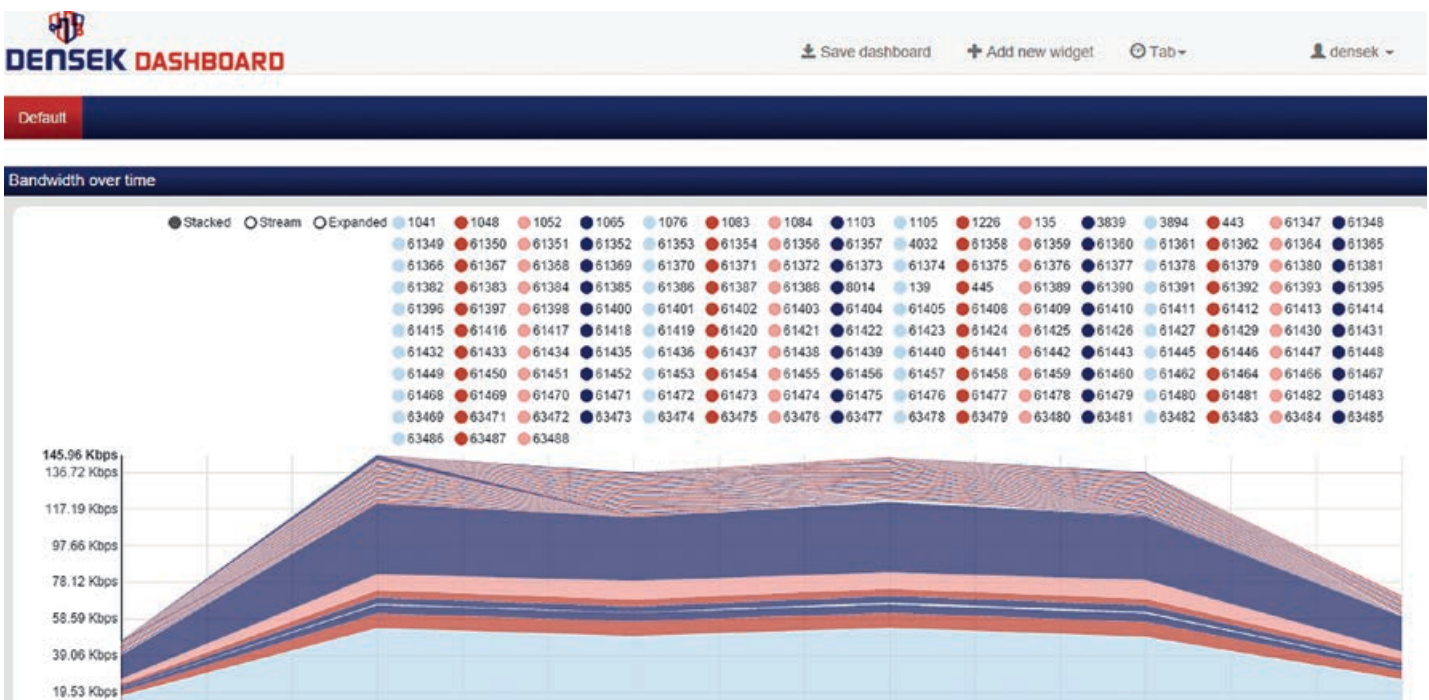 DENSEK DASHBOARD
Save dashboard Add new widget Tab densek
Default
Bandwidth over time
Stacked Stream Expanded 1041 1048 1052 1065 1076 1083 1084 1103 1105 1226 135 3839 3894 443 61347 61348
61349 61350 61351 61352 61353 61354 61356 61357 4032 61358 61359 61360 61361 61362 61364 61365
61366 61367 61368 61369 61370 61371 61372 61373 61374 61375 61376 61377 61378 61379 61380 61381
61382 61383 61384 61385 61386 61387 61388 8014 139 445 61389 61390 61391 61392 61393 61395
61396 61397 61398 61400 61401 61402 61403 61404 61405 61408 61409 61410 61411 61412 61413 61414
61415 61416 61417 61418 61419 61420 61421 61422 61423 61424 61425 61426 61427 61429 61430 61431
61432 61433 61434 61435 61436 61437 61438 61439 61440 61441 61442 61443 61445 61446 61447 61448
61449 61450 61451 61452 61453 61454 61455 61456 61457 61458 61459 61460 61462 61464 61466 61467
61468 61469 61470 61471 61472 61473 61474 61475 61476 61477 61478 61479 61480 61481 61482 61483
63469 63471 63472 63473 63474 63475 63476 63477 63478 63479 63480 63481 63482 63483 63484 63485
63486 63487 63488
145.96 Kbps
136.72 Kbps
117.19 Kbps
97.66 Kbps
78.12 Kbps
58.59 Kbps
39.06 Kbps
19.53 Kbps